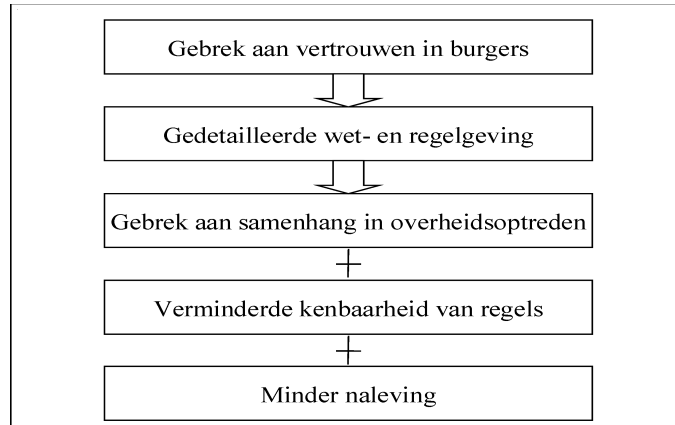 Gebrek aan vertrouwen in burgers
Gedetailleerde wet- en regelgeving
Gebrek aan samenhang in overheidsoptreden
+
Verminderde kenbaarheid van regels
+
Minder naleving